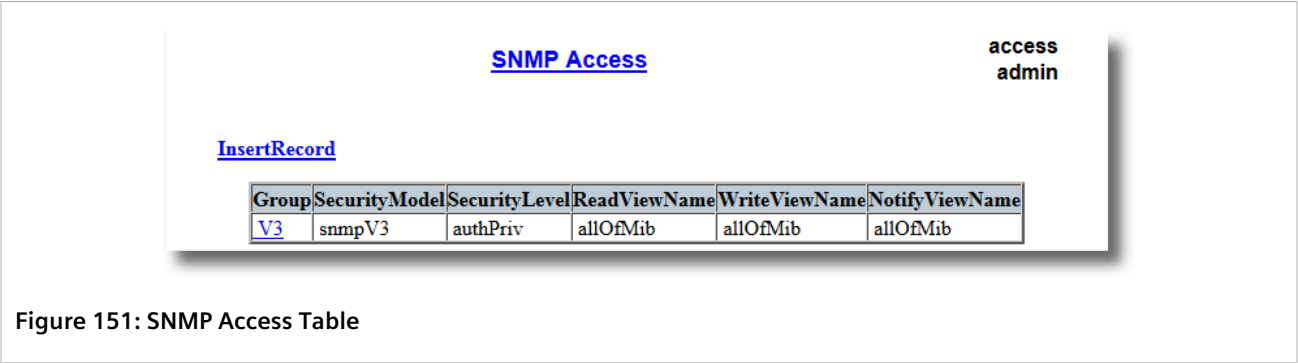 SNMP Access
access
admin
InsertRecord
Group SecurityModel SecurityLevel ReadViewName WriteViewName NotifyViewName
V3 snmpV3 authPriv allOfMib allOfMib allOfMib
Figure 151: SNMP Access Table